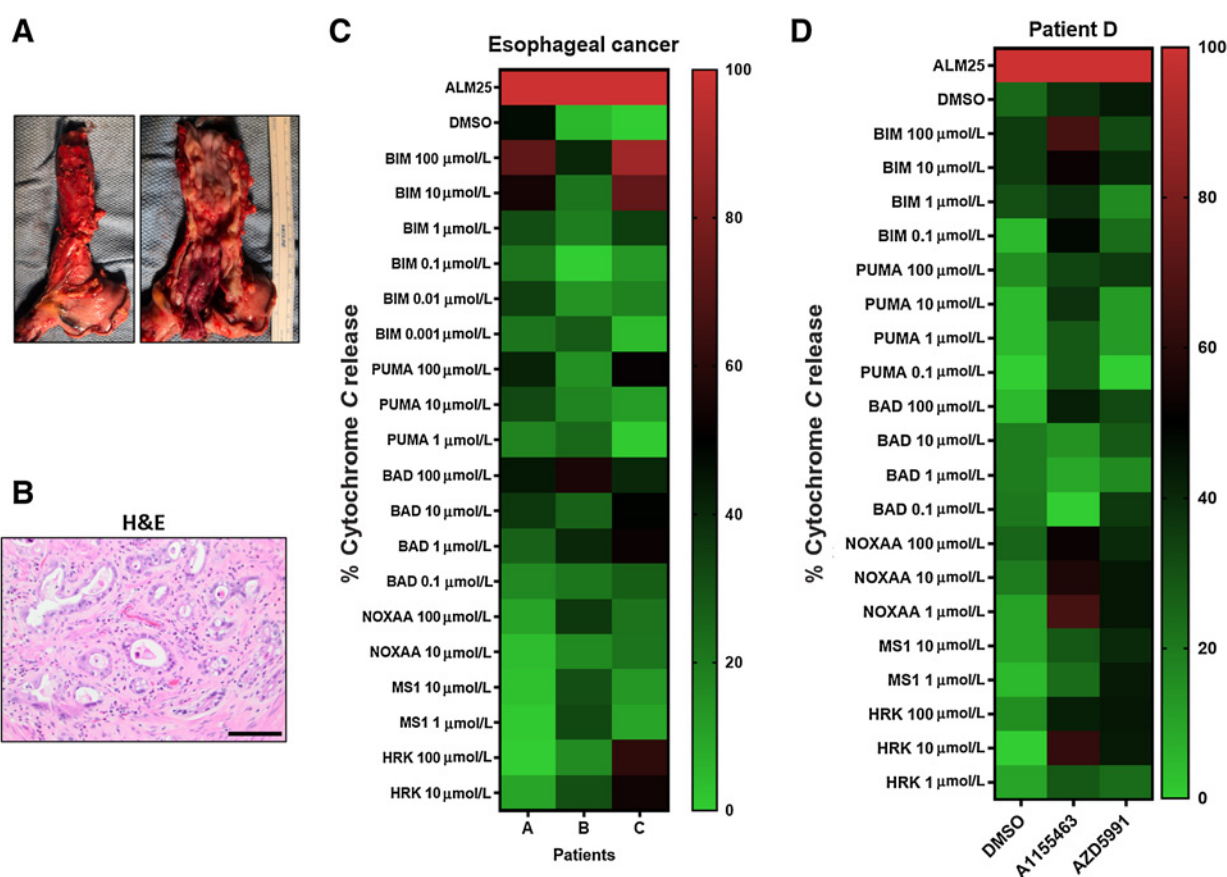 A
B
H&E
C
Esophageal cancer
% Cytochrome C release
ALM25
DMSO
BIM 100 μmol/L
BIM 10 μmol/L
BIM 1 μmol/L
BIM 0.1 μmol/L
BIM 0.01 μmol/L
BIM 0.001 μmol/L
PUMA 100 μmol/L
PUMA 10 μmol/L
PUMA 1 μmol/L
BAD 100 μmol/L
BAD 10 μmol/L
BAD 1 μmol/L
BAD 0.1 μmol/L
NOXAA 100 μmol/L
NOXAA 10 μmol/L
MS1 10 μmol/L
MS1 1 μmol/L
HRK 100 μmol/L
HRK 10 μmol/L
A B C
Patients
100
80
60
40
20
0
D
Patient D
% Cytochrome C release
ALM25
DMSO
BIM 100 μmol/L
BIM 10 μmol/L
BIM 1 μmol/L
BIM 0.1 μmol/L
PUMA 100 μmol/L
PUMA 10 μmol/L
PUMA 1 μmol/L
PUMA 0.1 μmol/L
BAD 100 μmol/L
BAD 10 μmol/L
BAD 1 μmol/L
BAD 0.1 μmol/L
NOXAA 100 μmol/L
NOXAA 10 μmol/L
NOXAA 1 μmol/L
MS1 10 μmol/L
MS1 1 μmol/L
HRK 100 μmol/L
HRK 10 μmol/L
HRK 1 μmol/L
DMSO
A1155463
AZD5991
100
80
60
40
20
0